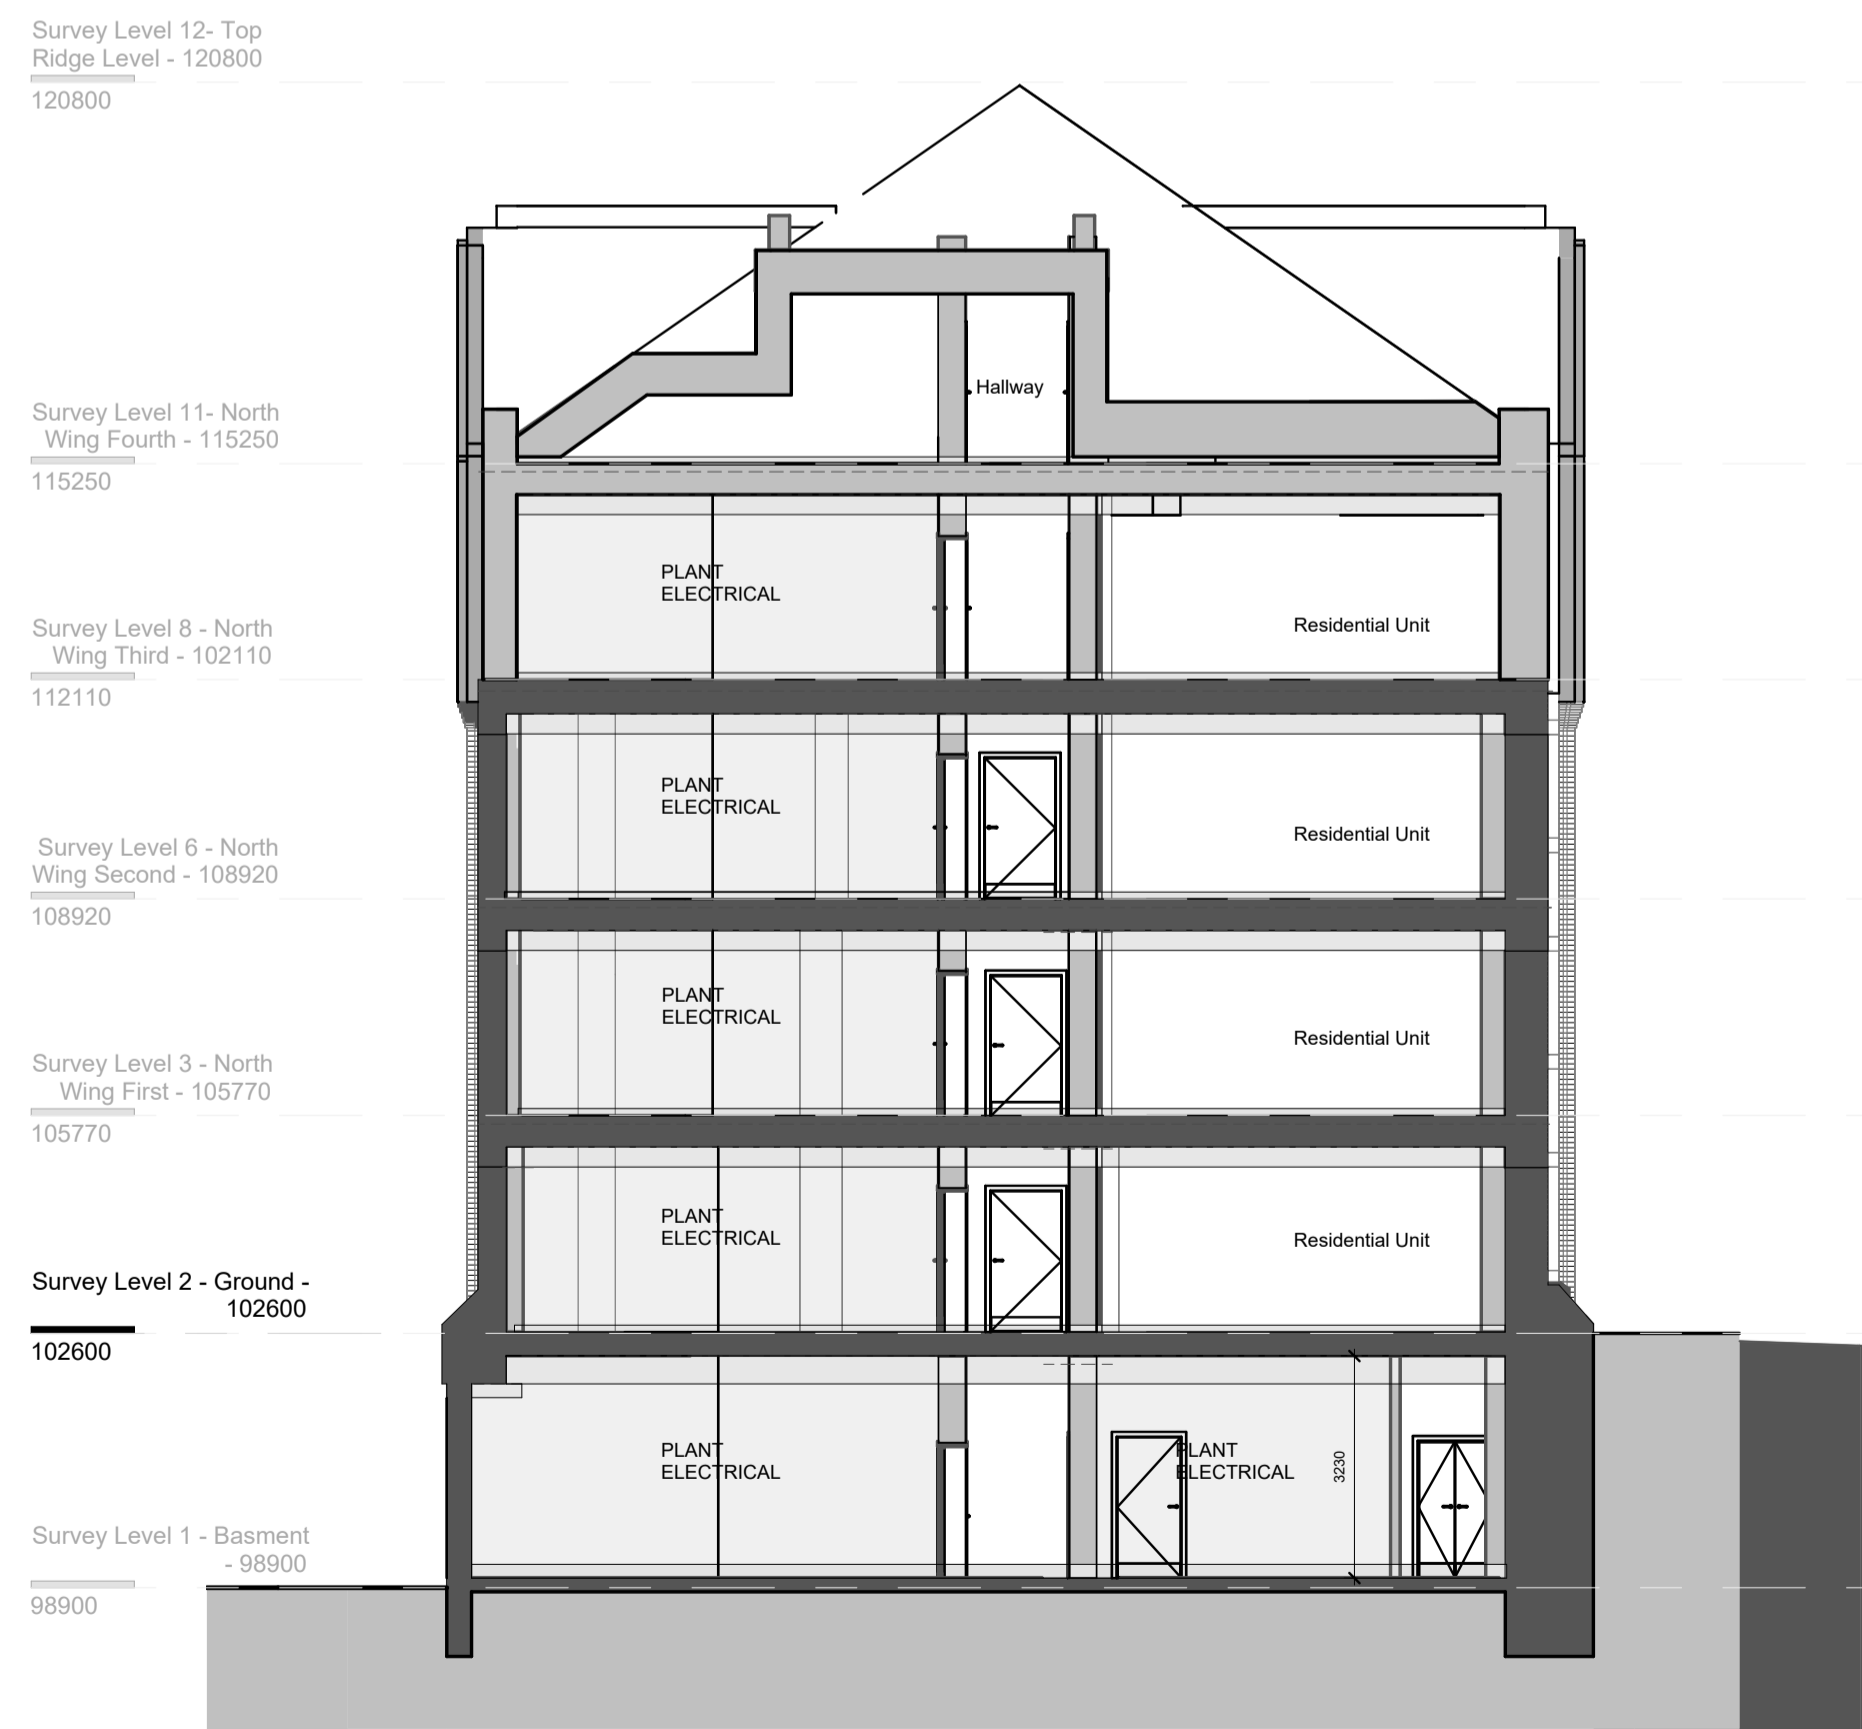 Survey Level 12- Top
Ridge Level - 120800
120800
Hallway
Survey Level 11- North
Wing Fourth - 115250
115250
PLANT
ELECTRICAL
Residential Unit
Survey Level 8 - North
Wing Third - 102110
112110
PLANT
ELECTRICAL
Residential Unit
Survey Level 6 - North
Wing Second - 108920
108920
PLANT
ELECTRICAL
Residential Unit
Survey Level 3 - North
Wing First - 105770
105770
PLANT
ELECTRICAL
Residential Unit
Survey Level 2 - Ground -
102600
102600
PLANT
ELECTRICAL
PLANT
ELECTRICAL
3230
Survey Level 1 - Basment
- 98900
98900